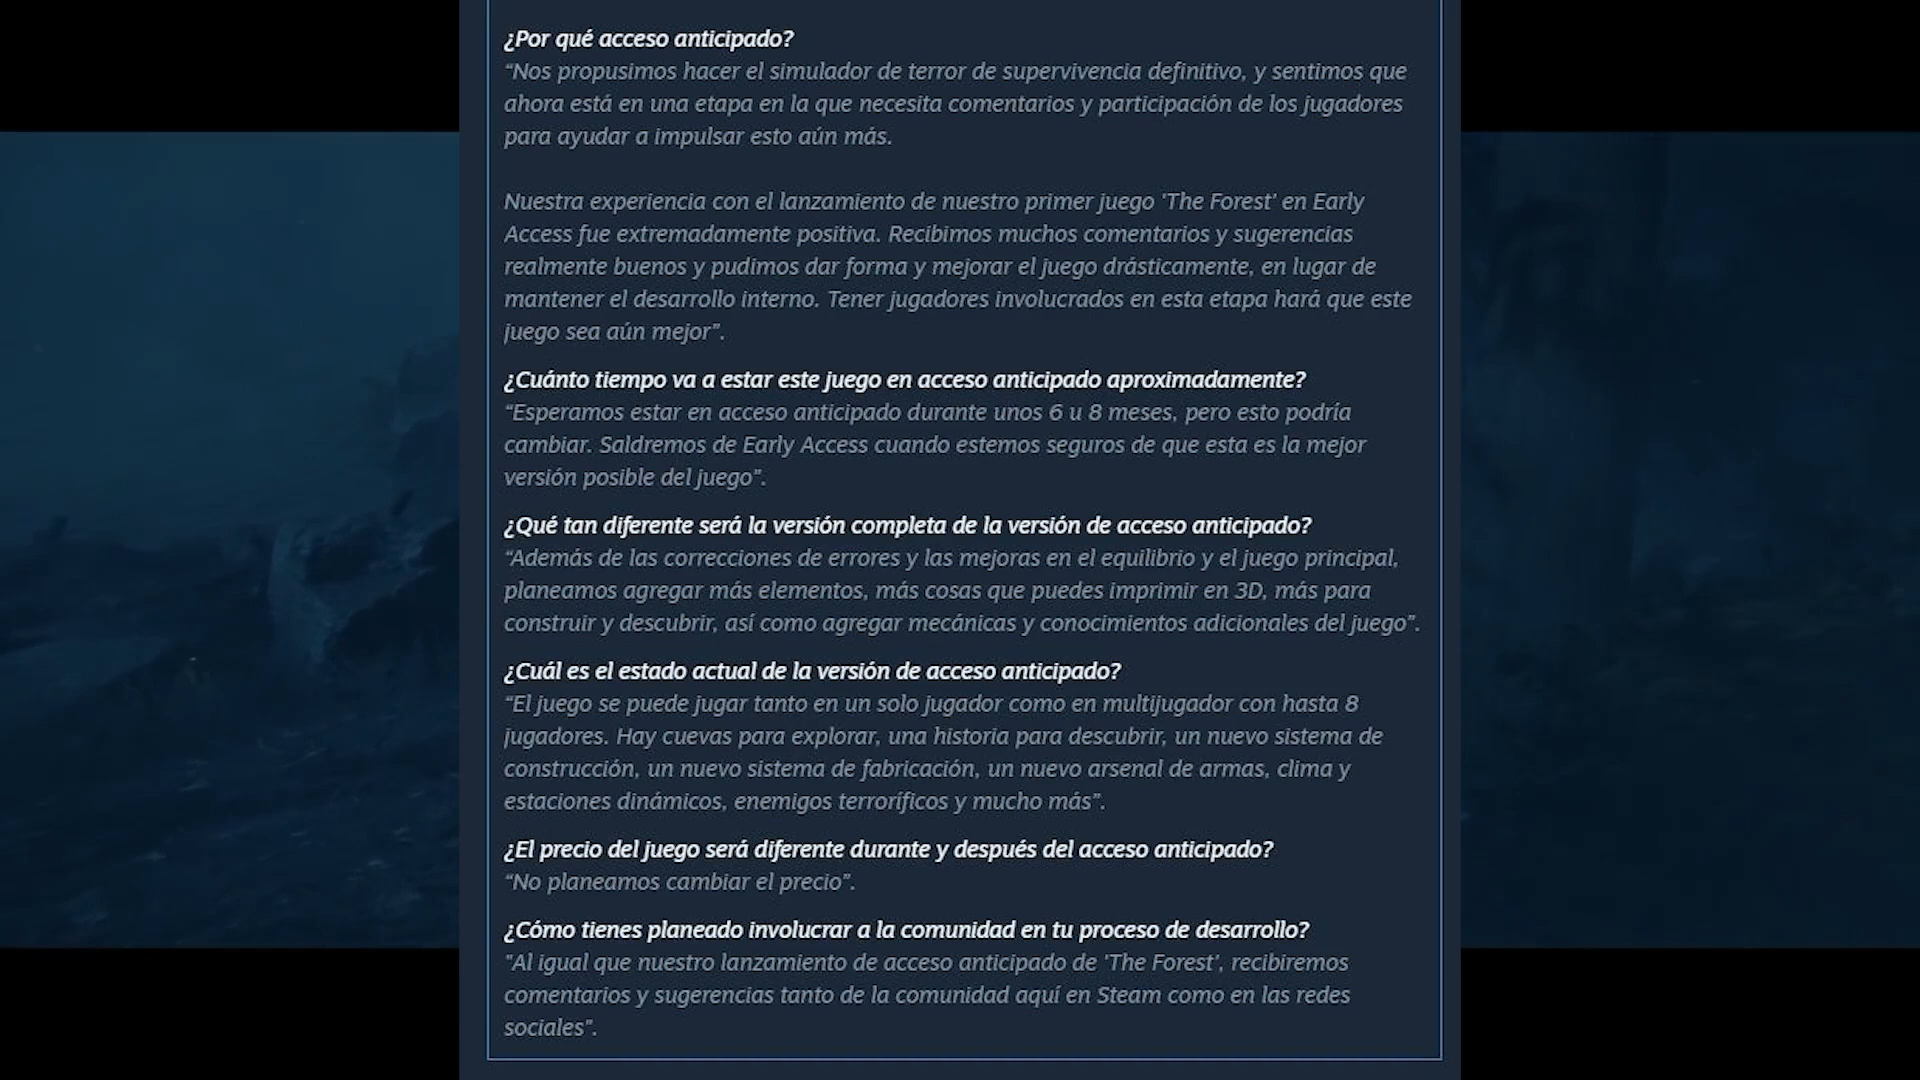 ¿Por qué acceso anticipado?
“Nos propusimos hacer el simulador de terror de supervivencia definitivo, y sentimos que
ahora está en una etapa en la que necesita comentarios y participación de los jugadores
para ayudar a impulsar esto aún más.
Nuestra experiencia con el lanzamiento de nuestro primer juego 'The Forest' en Early
Access fue extremadamente positiva. Recibimos muchos comentarios y sugerencias
realmente buenos y pudimos dar forma y mejorar el juego drásticamente, en lugar de
mantener el desarrollo interno. Tener jugadores involucrados en esta etapa hará que este
juego sea aún mejor”.
¿Cuánto tiempo va a estar este juego en acceso anticipado aproximadamente?
“Esperamos estar en acceso anticipado durante unos 6 u 8 meses, pero esto podría
cambiar. Saldremos de Early Access cuando estemos seguros de que esta es la mejor
versión posible del juego”.
¿Qué tan diferente será la versión completa de la versión de acceso anticipado?
“Además de las correcciones de errores y las mejoras en el equilibrio y el juego principal,
planeamos agregar más elementos, más cosas que puedes imprimir en 3D, más para
construir y descubrir, así como agregar mecánicas y conocimientos adicionales del juego”.
¿Cuál es el estado actual de la versión de acceso anticipado?
“El juego se puede jugar tanto en un solo jugador como en multijugador con hasta 8
jugadores. Hay cuevas para explorar, una historia para descubrir, un nuevo sistema de
construcción, un nuevo sistema de fabricación, un nuevo arsenal de armas, clima y
estaciones dinámicos, enemigos terroríficos y mucho más”.
¿El precio del juego será diferente durante y después del acceso anticipado?
“No planeamos cambiar el precio”.
¿Cómo tienes planeado involucrar a la comunidad en tu proceso de desarrollo?
“Al igual que nuestro lanzamiento de acceso anticipado de 'The Forest', recibiremos
comentarios y sugerencias tanto de la comunidad aquí en Steam como en las redes
sociales”.